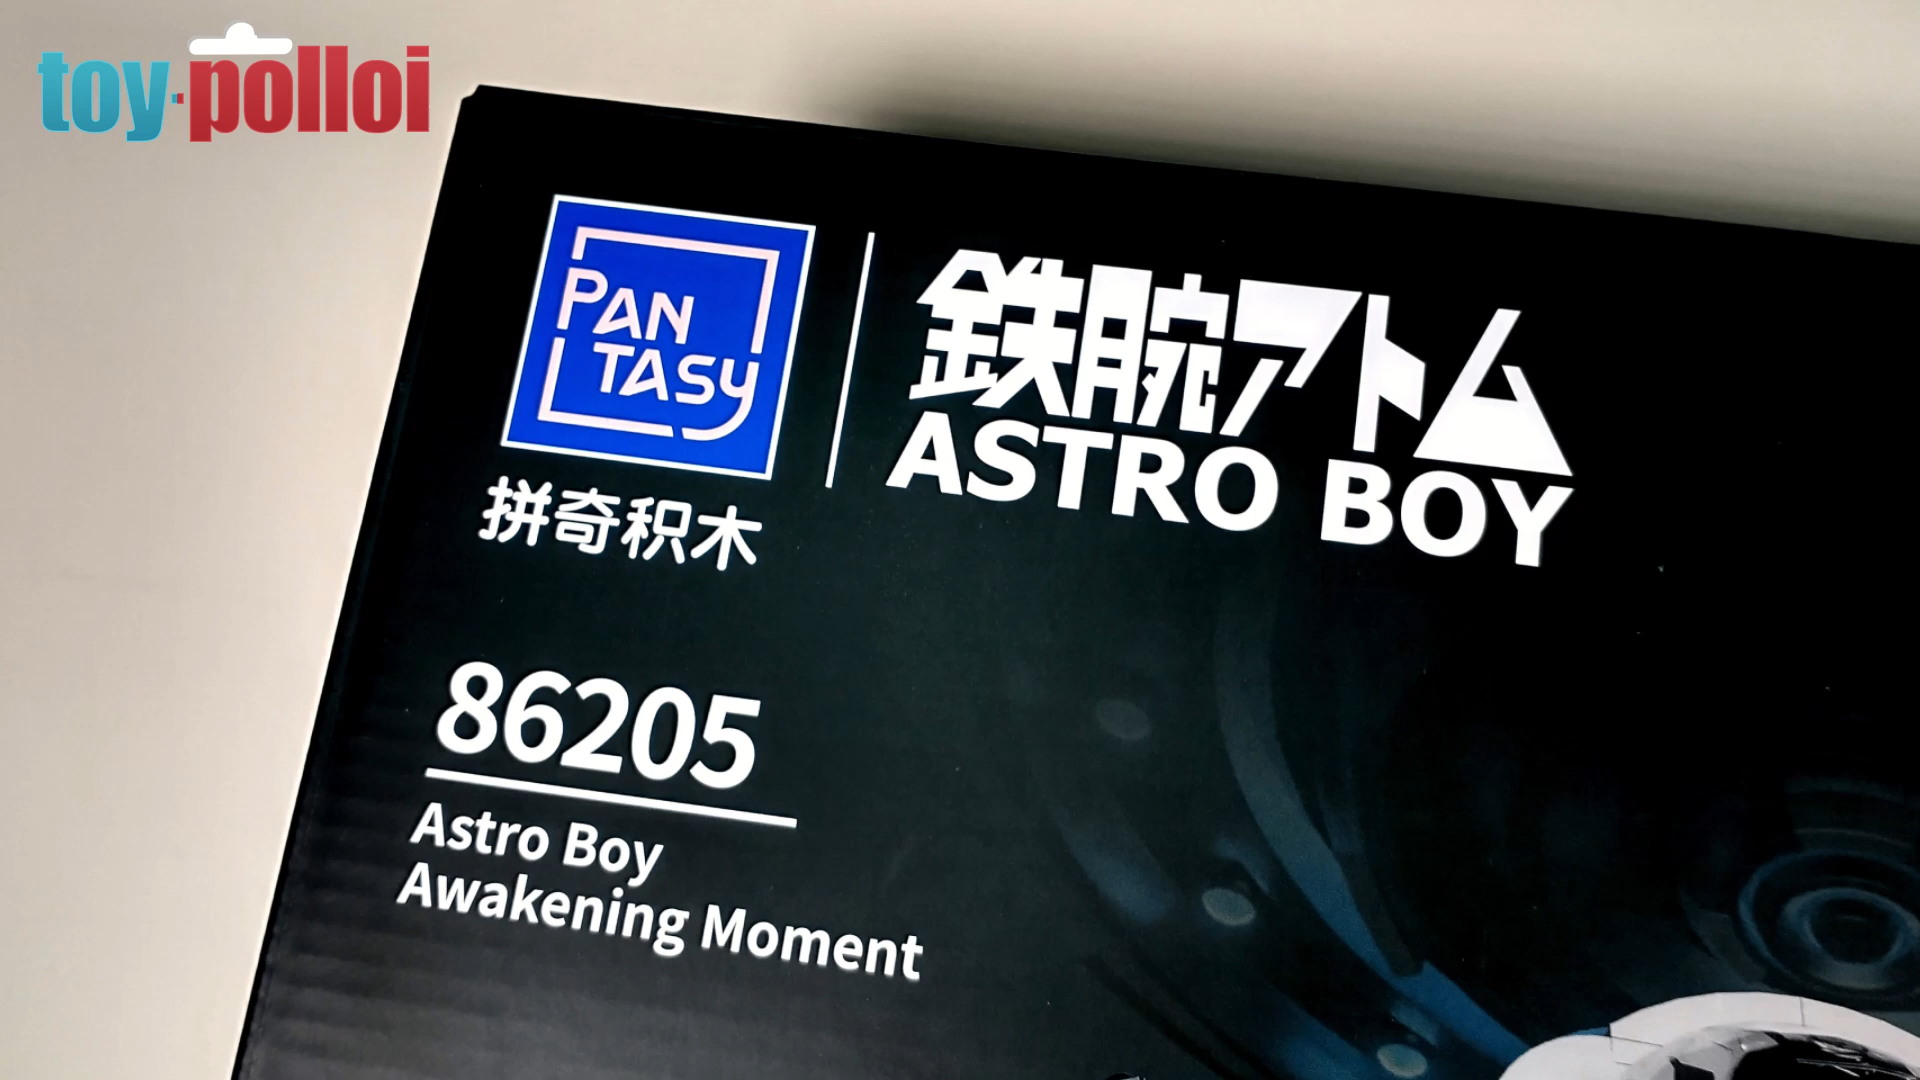 toy-polloi
PAN
TASY
拼奇积木
鉄腕アトム
ASTRO BOY
86205
Astro Boy
Awakening Moment